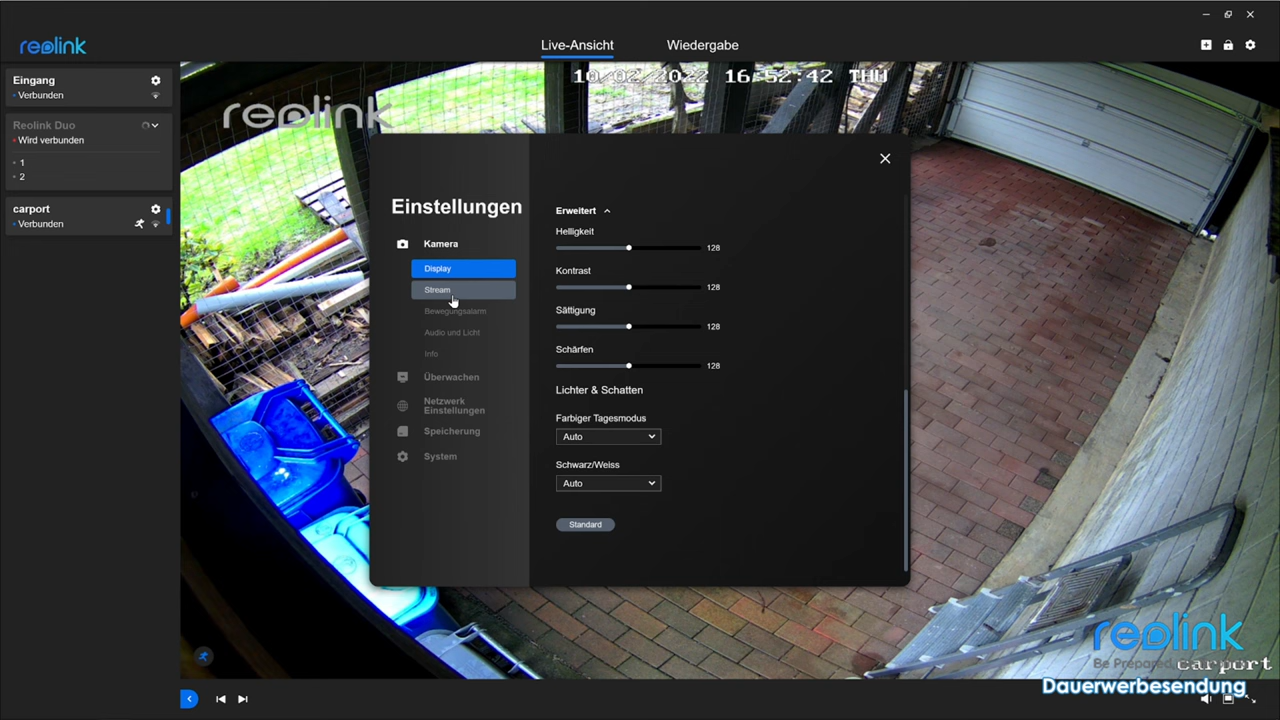 reolink
Live-Ansicht
Wiedergabe
Eingang
Verbunden
Reolink Duo
Wird verbunden
1
2
carport
Verbunden
10/02/2022 16:52:42 THU
reolink
Einstellungen
Kamera
Display
Stream
Bewegungsalarm
Audio und Licht
Info
Überwachen
Netzwerk
Einstellungen
Speicherung
System
Erweitert
Helligkeit
128
Kontrast
128
Sättigung
128
Schärfen
128
Lichter & Schatten
Farbiger Tagesmodus
Auto
Schwarz/Weiss
Auto
Standard
reolink
Be Prepared,
carport
Dauerwerbesendung